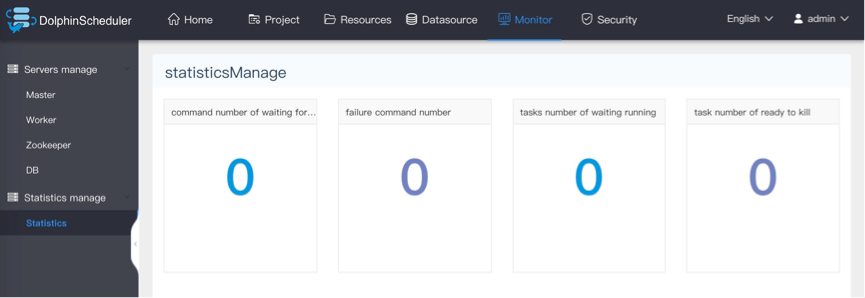 DolphinScheduler
Home
Project
Resources
Datasource
Monitor
Security
English
admin
Servers manage
Master
Worker
Zookeeper
DB
Statistics manage
Statistics
statisticsManage
command number of waiting for...
failure command number
tasks number of waiting running
task number of ready to kill
0
0
0
0